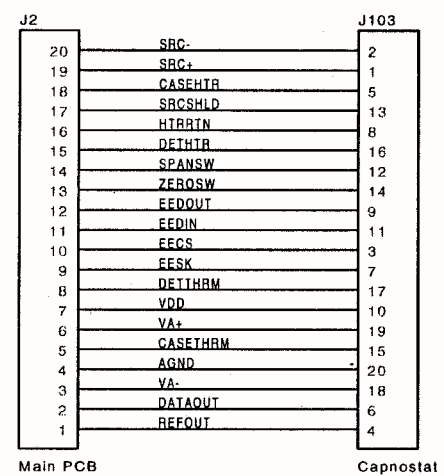 J2 J103
20 SRC- 2
19 SRC+ 1
18 CASEHTR 5
17 SRCSHLD 13
16 HTRRTN 8
15 DETHTR 16
14 SPANSW 12
13 ZEROSW 14
12 EEDOUT 9
11 EEDIN 11
10 EECS 3
9 EESK 7
8 DETTHRM 17
7 VDD 10
6 VA+ 19
5 CASETHRM 15
4 AGND 20
3 VA- 18
2 DATAOUT 6
1 REFOUT 4
Main PCB Capnostat